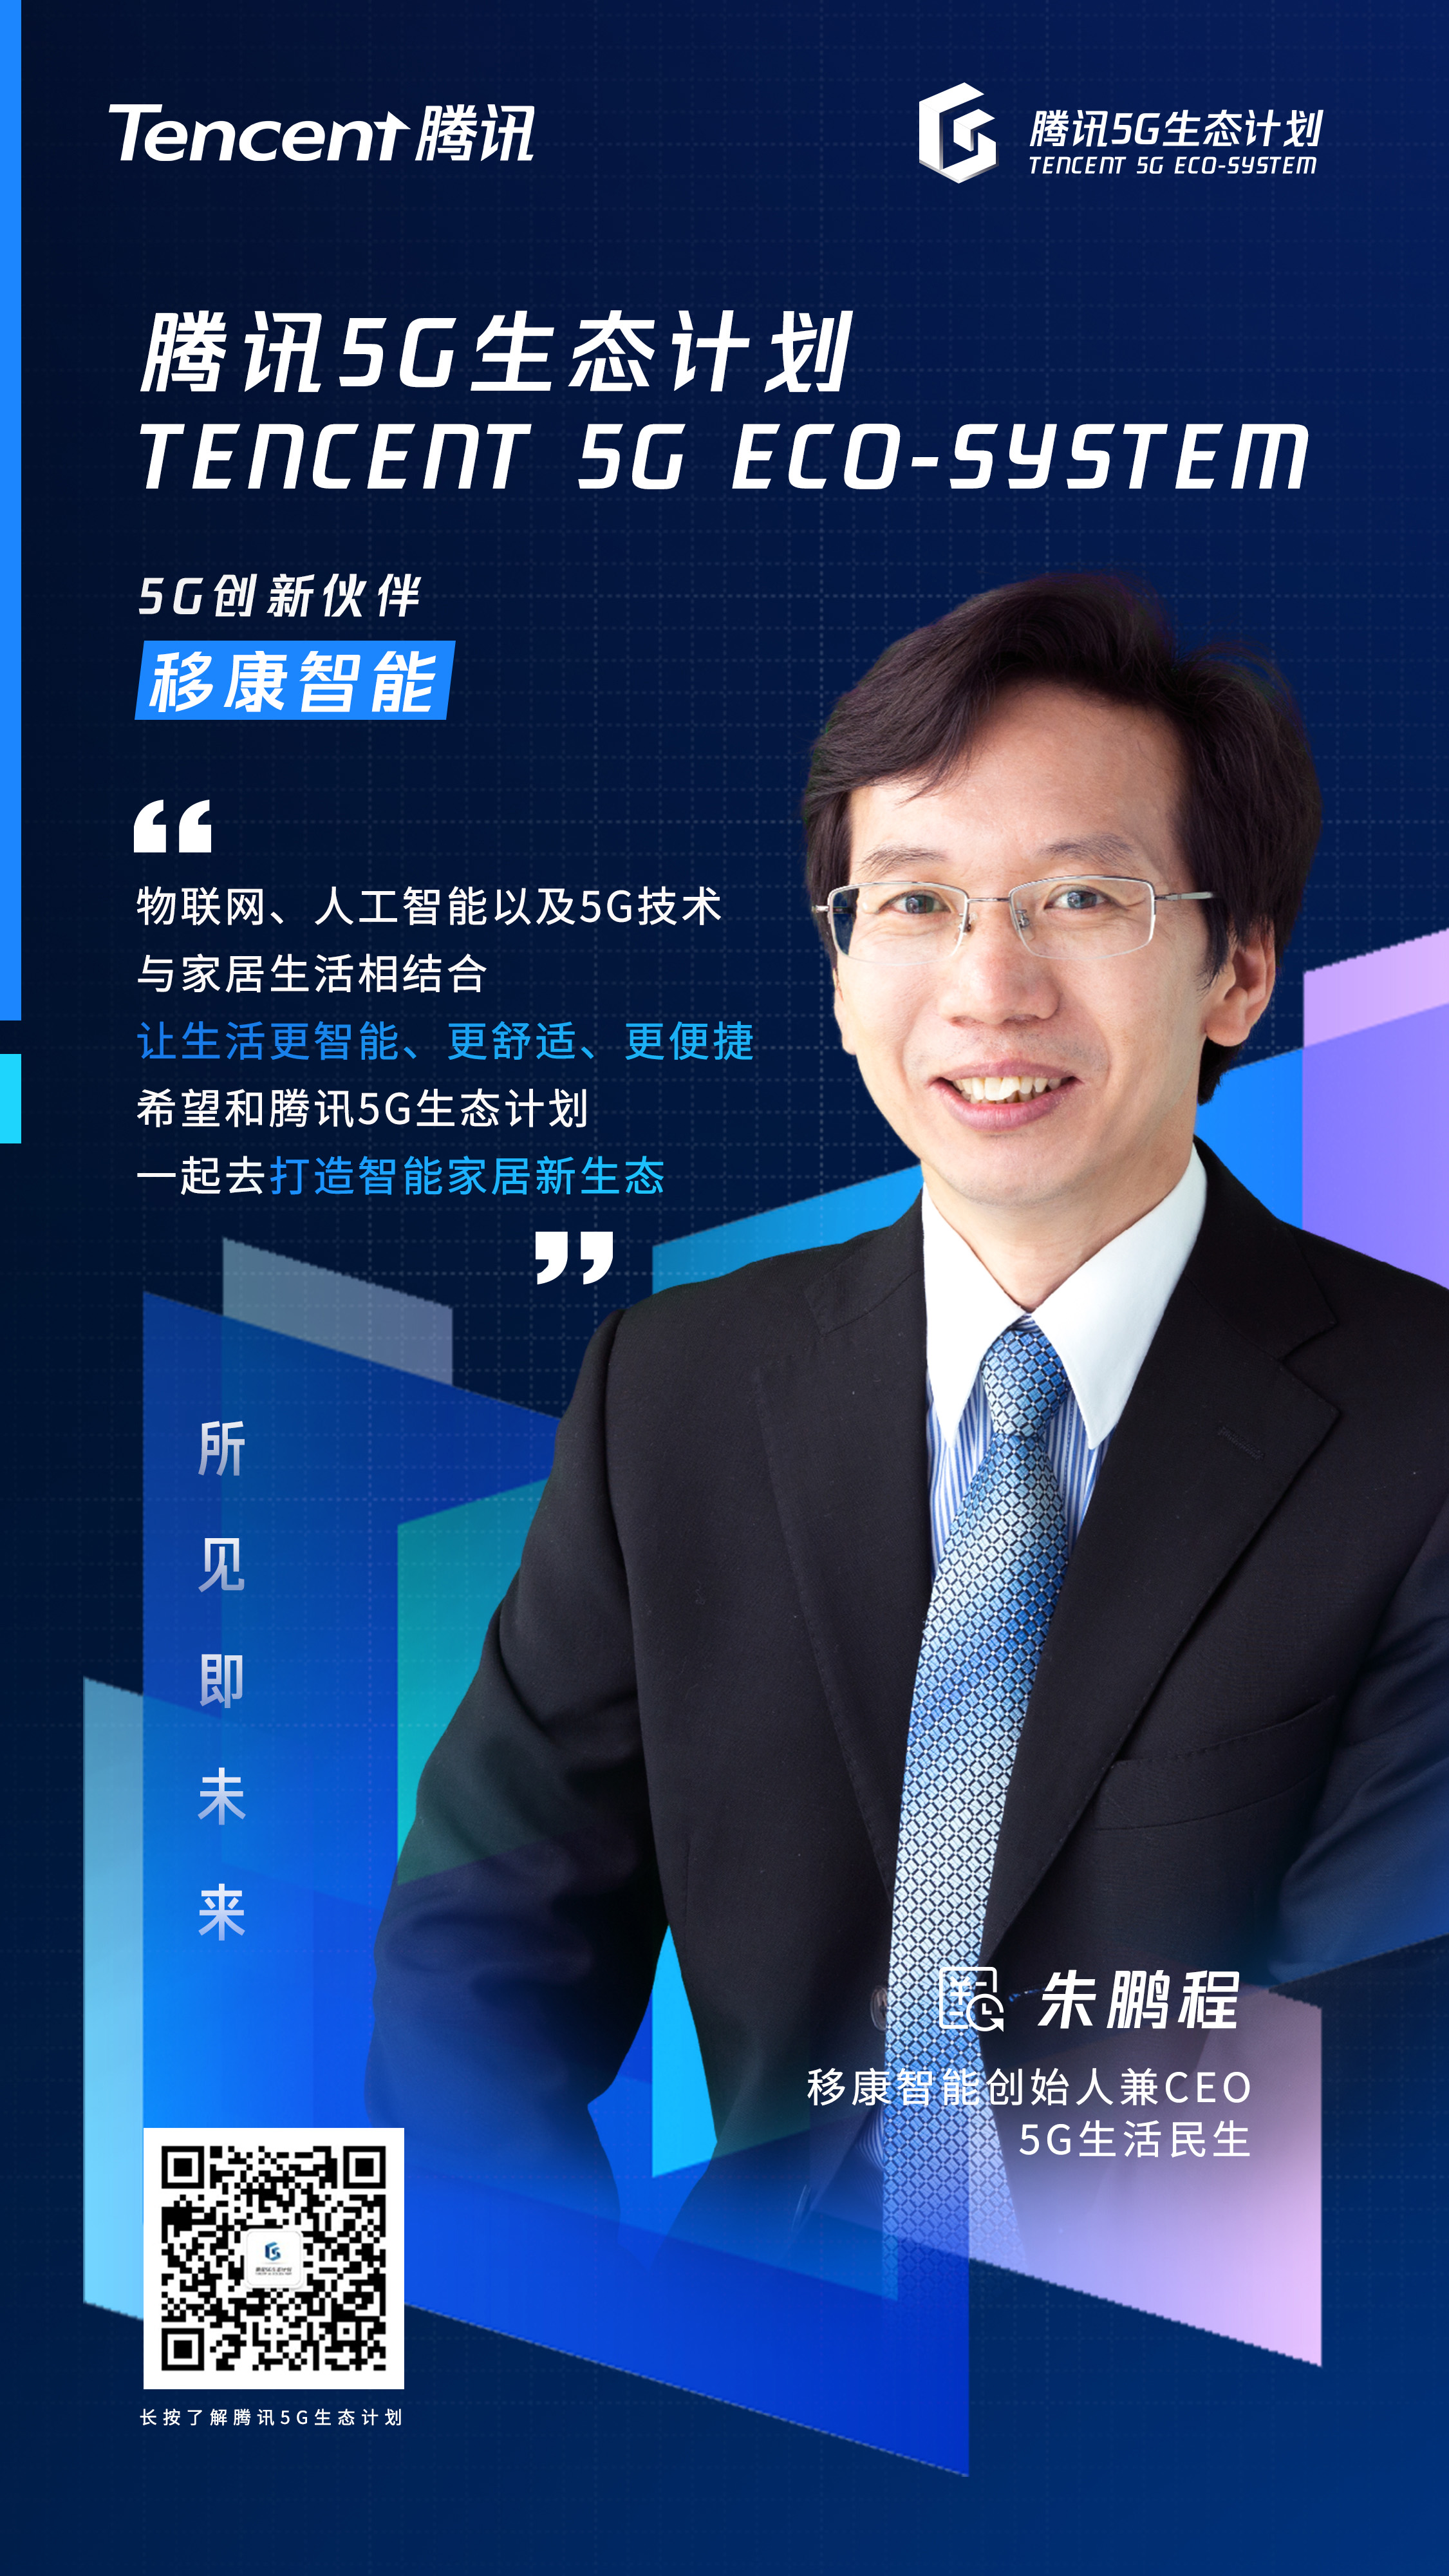 Tencent腾讯
腾讯5G生态计划
TENCENT 5G ECO-SYSTEM
腾讯5G生态计划
TENCENT 5G ECO-SYSTEM
5G创新伙伴
移康智能
“
物联网、人工智能以及5G技术
与家居生活相结合
让生活更智能、更舒适、更便捷
希望和腾讯5G生态计划
一起去打造智能家居新生态
”
所见即未来
朱鹏程
移康智能创始人兼CEO
5G生活民生
长按了解腾讯5G生态计划